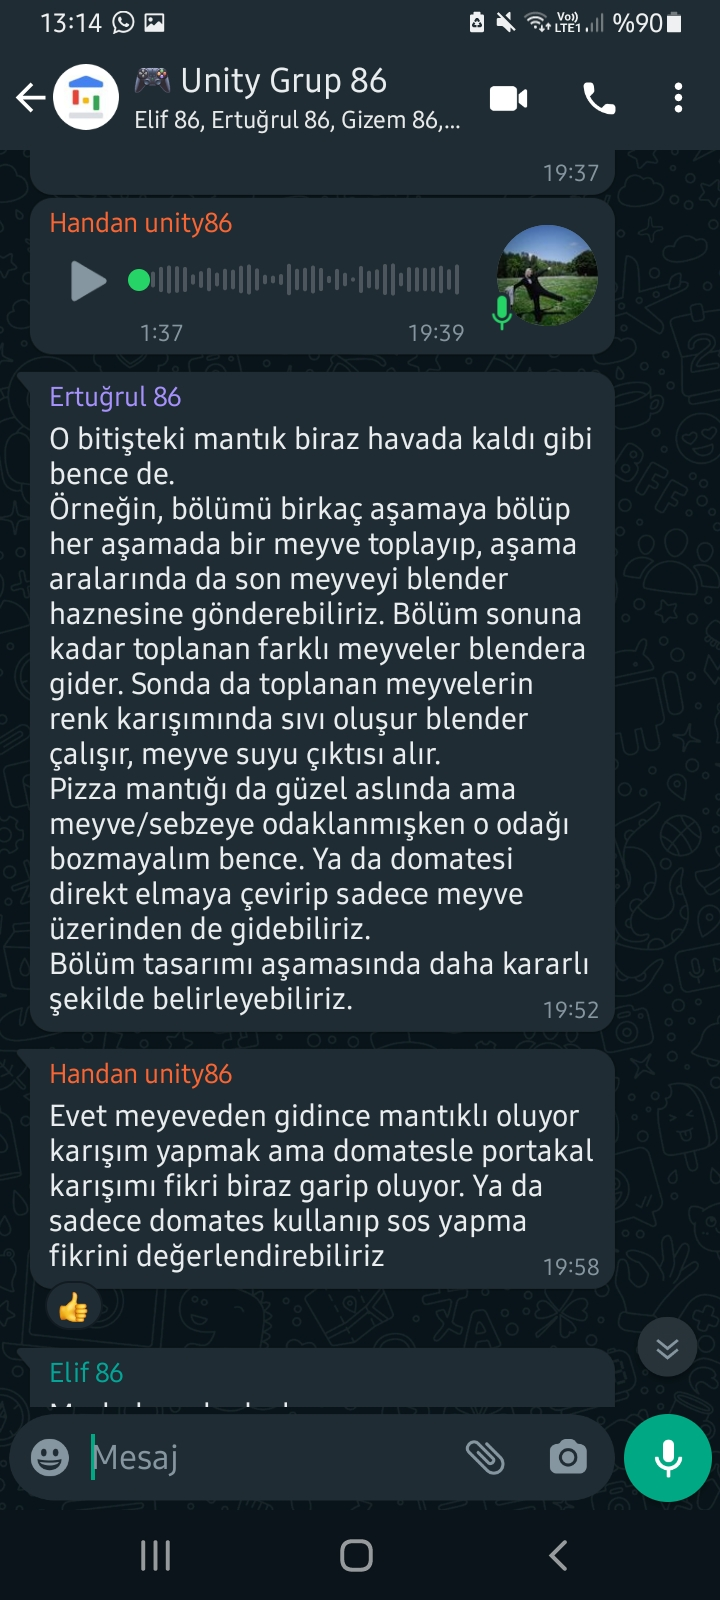 13:14
Vo))
LTE1
%90
🎮 Unity Grup 86
Elif 86, Ertuğrul 86, Gizem 86,...
19:37
Handan unity86
1:37
19:39
Ertuğrul 86
O bitişteki mantık biraz havada kaldı gibi
bence de.
Örneğin, bölümü birkaç aşamaya bölüp
her aşamada bir meyve toplayıp, aşama
aralarında da son meyveyi blender
haznesine gönderebiliriz. Bölüm sonuna
kadar toplanan farklı meyveler blendera
gider. Sonda da toplanan meyvelerin
renk karışımında sıvı oluşur blender
çalışır, meyve suyu çıktısı alır.
Pizza mantığı da güzel aslında ama
meyve/sebzeye odaklanmışken o odağı
bozmayalım bence. Ya da domatesi
direkt elmaya çevirip sadece meyve
üzerinden de gidebiliriz.
Bölüm tasarımı aşamasında daha kararlı
şekilde belirleyebiliriz.
19:52
Handan unity86
Evet meyeveden gidince mantıklı oluyor
karışım yapmak ama domatesle portakal
karışımı fikri biraz garip oluyor. Ya da
sadece domates kullanıp sos yapma
fikrini değerlendirebiliriz
19:58
👍
Elif 86
Mesaj